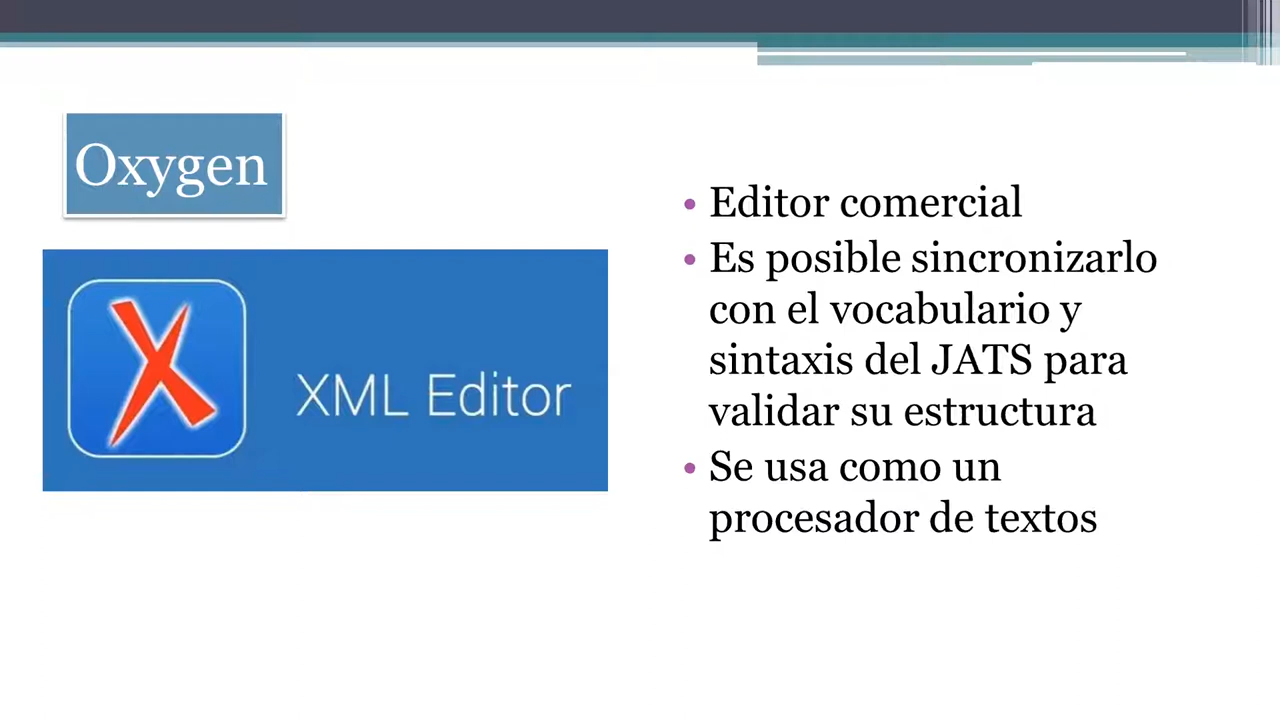 Oxygen
XML Editor
• Editor comercial
• Es posible sincronizarlo
con el vocabulario y
sintaxis del JATS para
validar su estructura
• Se usa como un
procesador de textos